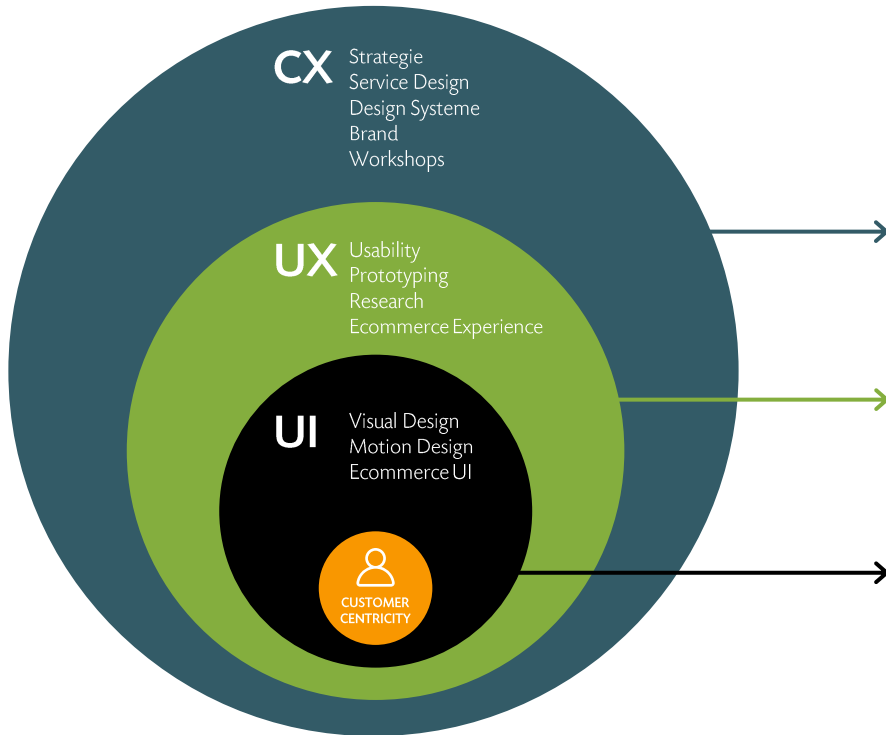 CX
Strategie
Service Design
Design Systeme
Brand
Workshops
UX
Usability
Prototyping
Research
Ecommerce Experience
UI
Visual Design
Motion Design
Ecommerce UI
CUSTOMER
CENTRICITY